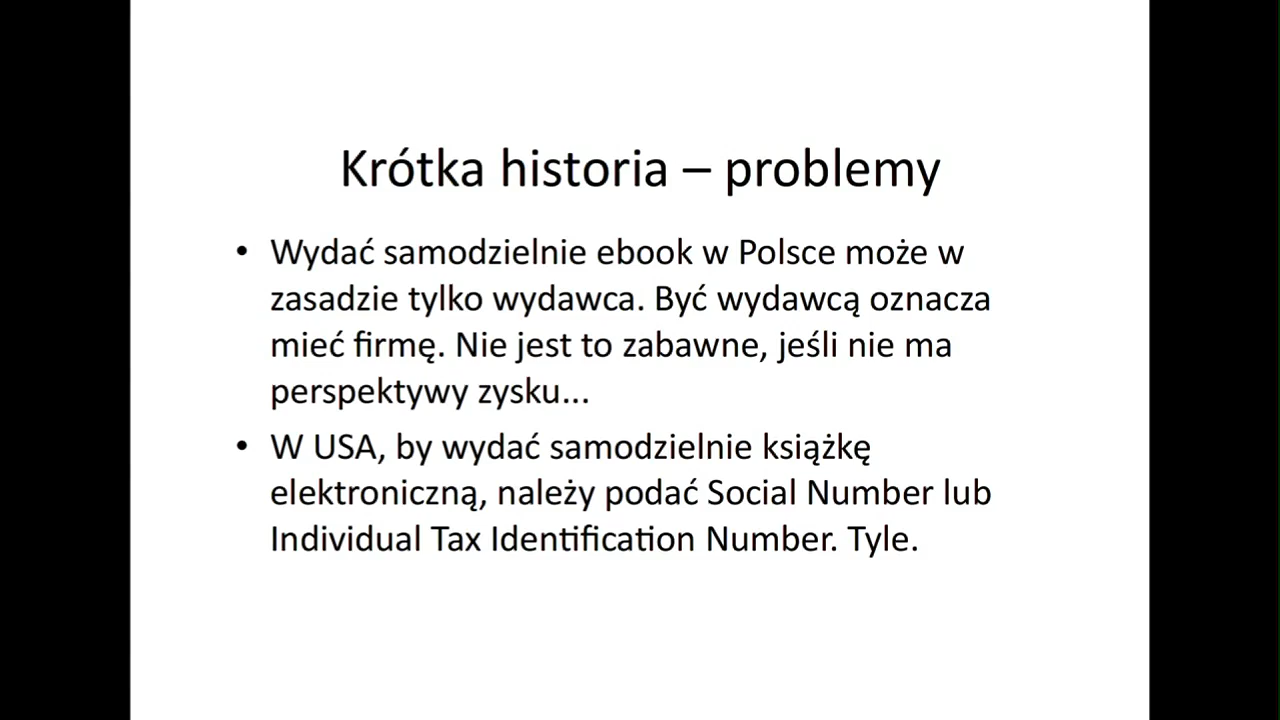 Krótka historia – problemy
• Wydać samodzielnie ebook w Polsce może w
zasadzie tylko wydawca. Być wydawcą oznacza
mieć firmę. Nie jest to zabawne, jeśli nie ma
perspektywy zysku...
• W USA, by wydać samodzielnie książkę
elektroniczną, należy podać Social Number lub
Individual Tax Identification Number. Tyle.